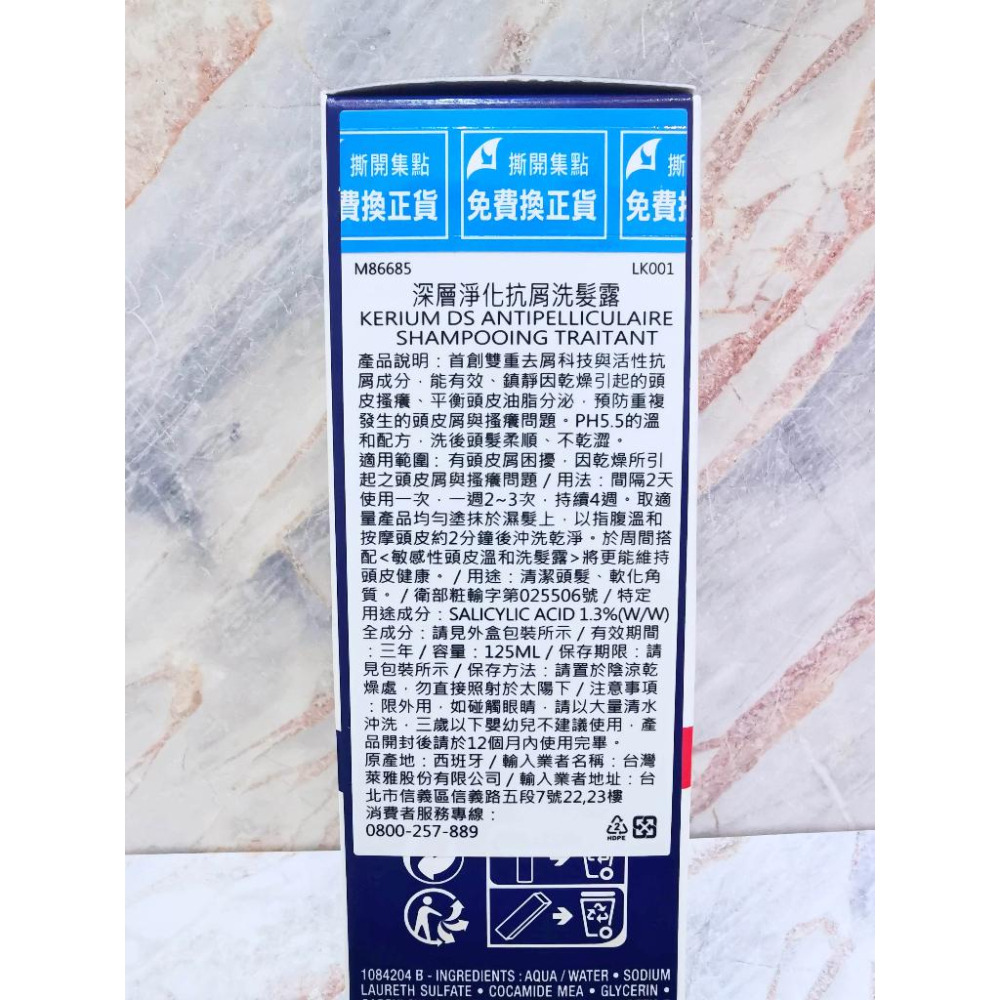 撕開集點 撕開集點 撕
費換正貨 免費換正貨 免費換
M86685 LK001
深層淨化抗屑洗髮露
KERIUM DS ANTIPELLICULAIRE
SHAMPOOING TRAITANT
產品說明：首創雙重去屑科技與活性抗
屑成分，能有效、鎮靜因乾燥引起的頭
皮搔癢、平衡頭皮油脂分泌，預防重複
發生的頭皮屑與搔癢問題。PH5.5的溫
和配方，洗後頭髮柔順、不乾澀。
適用範圍：有頭皮屑困擾，因乾燥所引
起之頭皮屑與搔癢問題 / 用法：間隔2天
使用一次，一週2~3次，持續4週。取適
量產品均勻塗抹於濕髮上，以指腹溫和
按摩頭皮約2分鐘後沖洗乾淨。於周間搭
配<敏感性頭皮溫和洗髮露>將更能維持
頭皮健康。 / 用途：清潔頭髮、軟化角
質。 / 衛部粧輸字第025506號 / 特定
用途成分：SALICYLIC ACID 1.3%(W/W)
全成分：請見外盒包裝所示 / 有效期間
：三年 / 容量：125ML / 保存期限：請
見包裝所示 / 保存方法：請置於陰涼乾
燥處，勿直接照射於太陽下 / 注意事項
：限外用，如碰觸眼睛，請以大量清水
沖洗，三歲以下嬰幼兒不建議使用，產
品開封後請於12個月內使用完畢。
原產地：西班牙 / 輸入業者名稱：台灣
萊雅股份有限公司 / 輸入業者地址：台
北市信義區信義路五段7號22,23樓
消費者服務專線：
0800-257-889
2
HDPE
1084204 B - INGREDIENTS : AQUA / WATER • SODIUM
LAURETH SULFATE • COCAMIDE MEA • GLYCERIN •